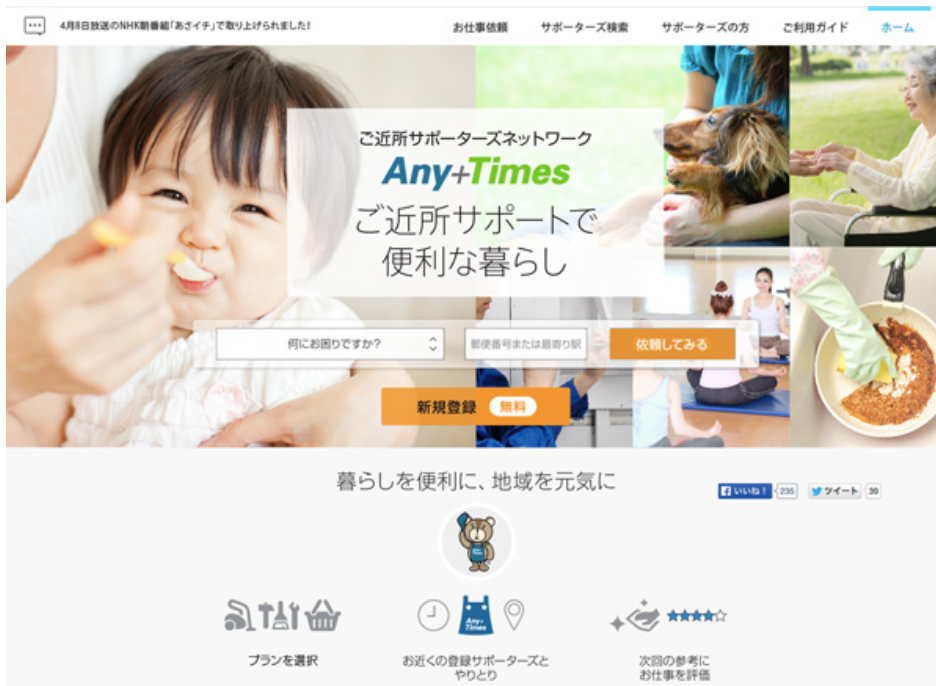 4月8日放送のNHK朝番組「あさイチ」で取り上げられました!
お仕事依頼
サポーターズ検索
サポーターズの方
ご利用ガイド
ホーム
ご近所サポーターズネットワーク
Any+Times
ご近所サポートで
便利な暮らし
何にお困りですか?
郵便番号または最寄り駅
依頼してみる
新規登録 無料
暮らしを便利に、地域を元気に
いいね! 235
ツイート 39
Any+
Times
Any+
Times
プランを選択
お近くの登録サポーターズと
やりとり
次回の参考に
お仕事を評価